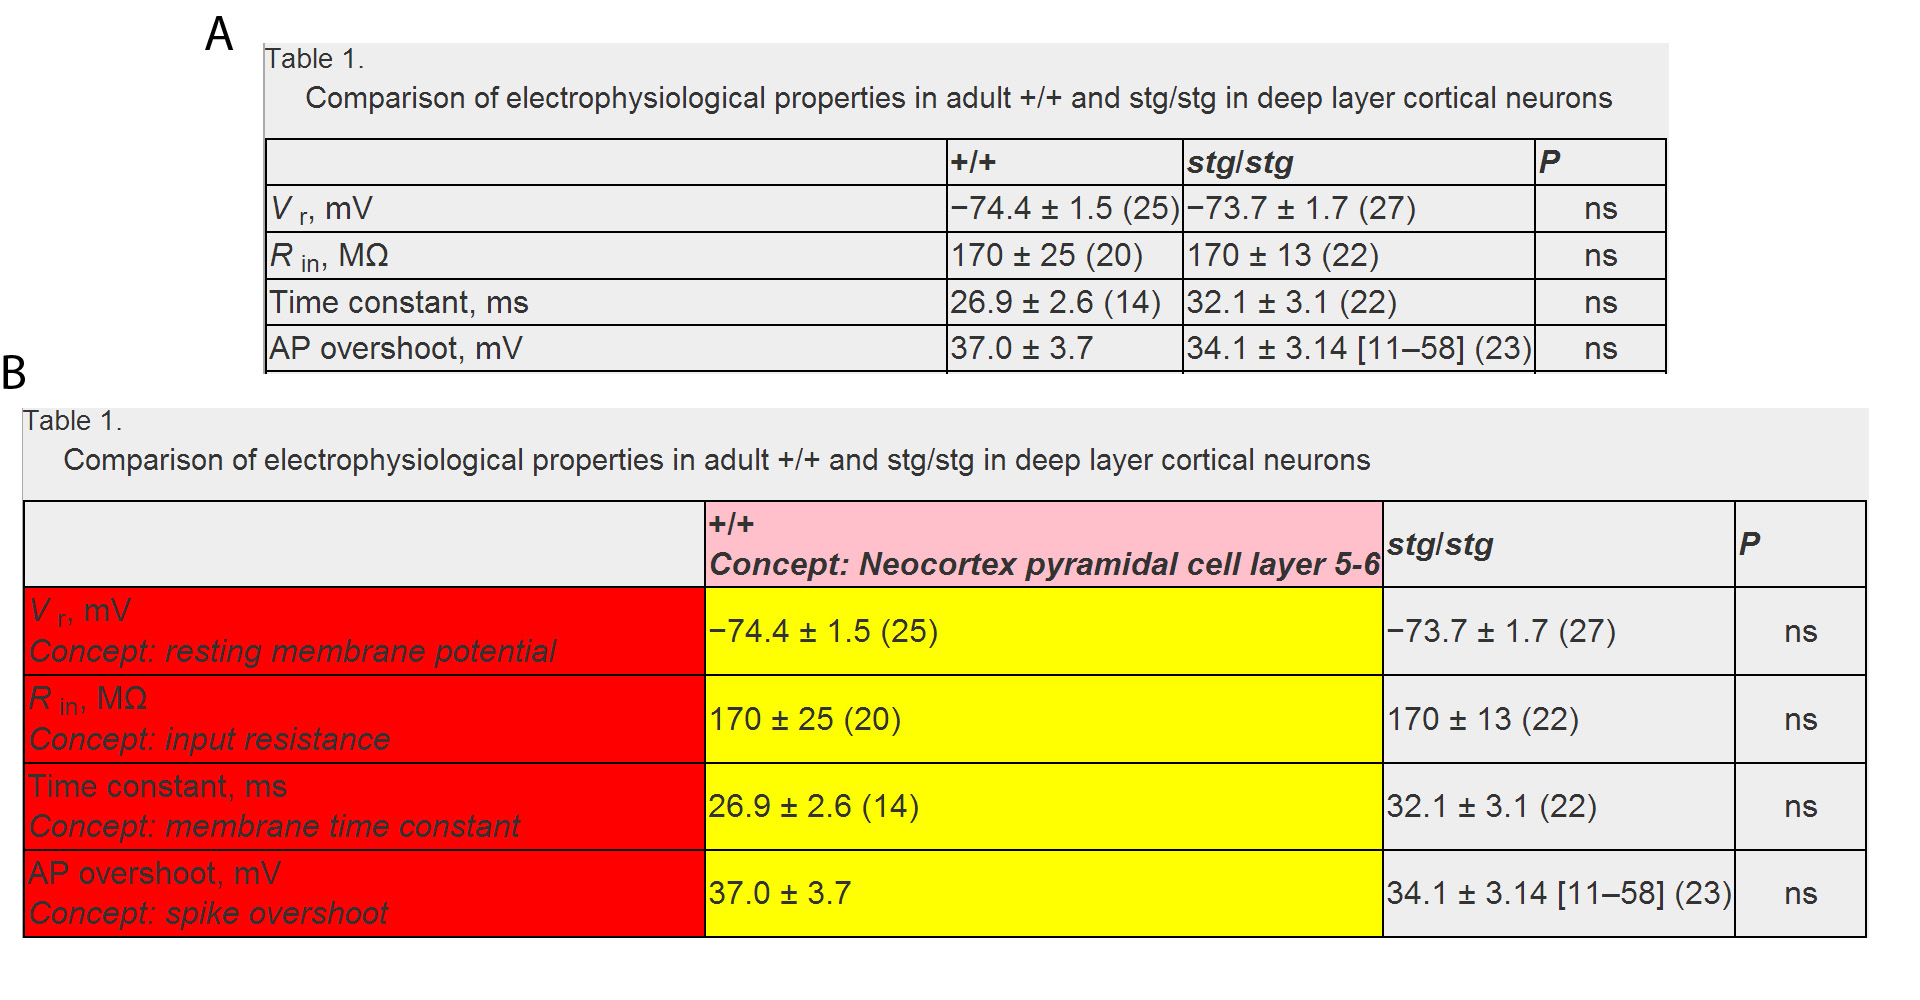 A
Table 1.
Comparison of electrophysiological properties in adult +/+ and stg/stg in deep layer cortical neurons
+/+ stg/stg P
V r, mV −74.4 ± 1.5 (25) −73.7 ± 1.7 (27) ns
R in, MΩ 170 ± 25 (20) 170 ± 13 (22) ns
Time constant, ms 26.9 ± 2.6 (14) 32.1 ± 3.1 (22) ns
AP overshoot, mV 37.0 ± 3.7 34.1 ± 3.14 [11–58] (23) ns
B
Table 1.
Comparison of electrophysiological properties in adult +/+ and stg/stg in deep layer cortical neurons
+/+
Concept: Neocortex pyramidal cell layer 5-6
stg/stg P
V r, mV
Concept: resting membrane potential
−74.4 ± 1.5 (25) −73.7 ± 1.7 (27) ns
R in, MΩ
Concept: input resistance
170 ± 25 (20) 170 ± 13 (22) ns
Time constant, ms
Concept: membrane time constant
26.9 ± 2.6 (14) 32.1 ± 3.1 (22) ns
AP overshoot, mV
Concept: spike overshoot
37.0 ± 3.7 34.1 ± 3.14 [11–58] (23) ns